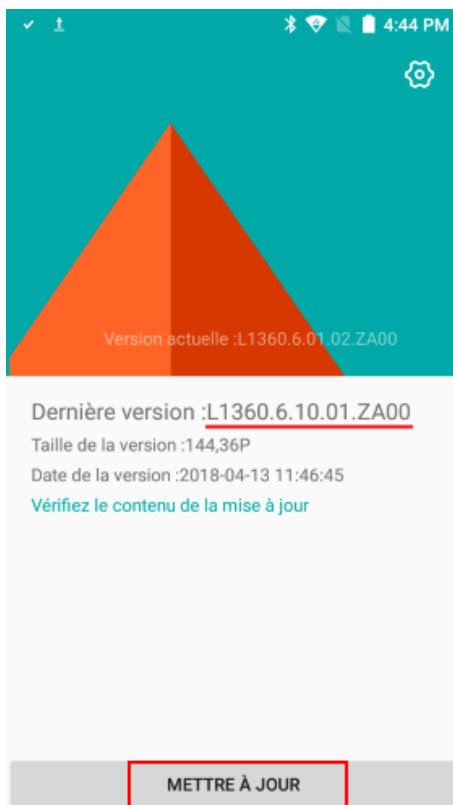 4:44 PM
Version actuelle :L1360.6.01.02.ZA00
Dernière version :L1360.6.10.01.ZA00
Taille de la version :144,36P
Date de la version :2018-04-13 11:46:45
Vérifiez le contenu de la mise à jour
METTRE À JOUR